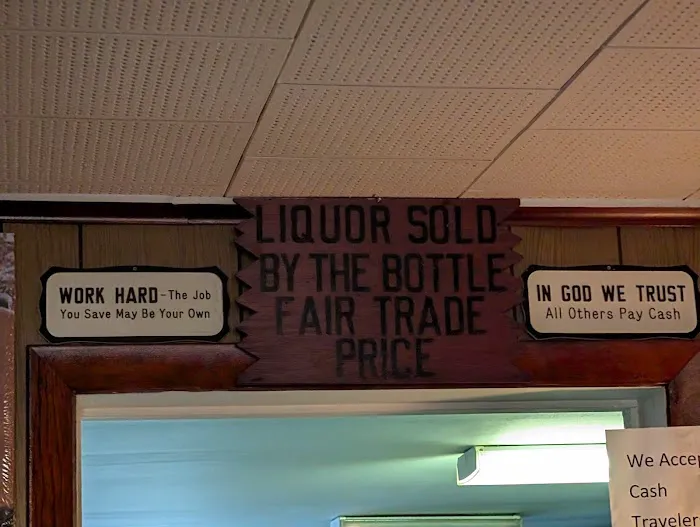 LIQUOR SOLD
BY THE BOTTLE
FAIR TRADE
PRICE
WORK HARD-The Job
You Save May Be Your Own
IN GOD WE TRUST
All Others Pay Cash
We Accep
Cash
Traveler